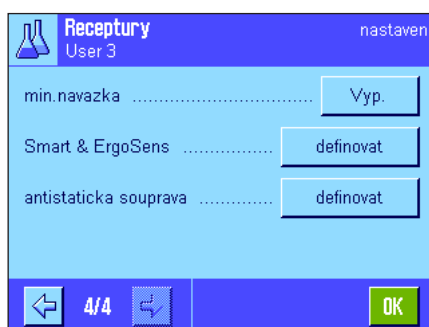 Receptury nastaven
User 3
min.navazka ................................... Vyp.
Smart & ErgoSens ................. definovat
antistaticka souprava .............. definovat
4/4 OK